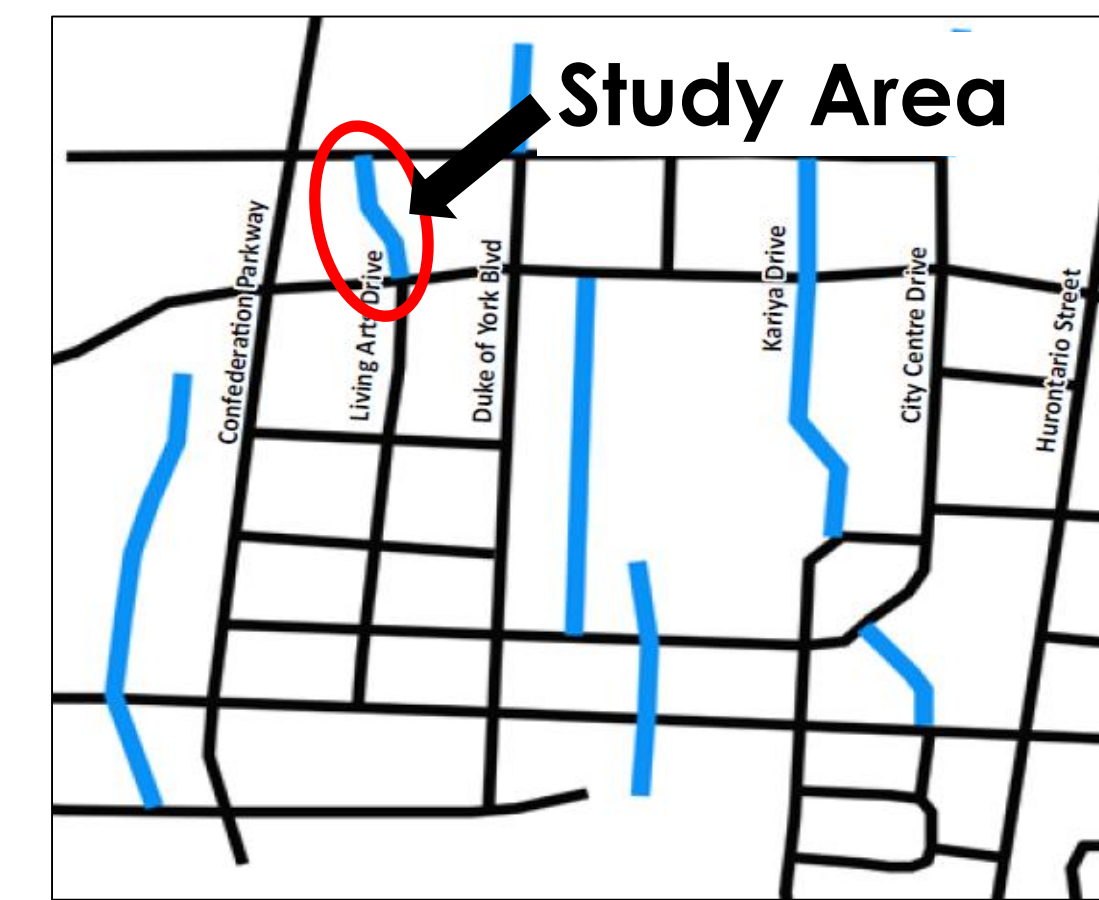 Study Area
Confederation Parkway
Living Arts Drive
Duke of York Blvd
Kariya Drive
City Centre Drive
Hurontario Street